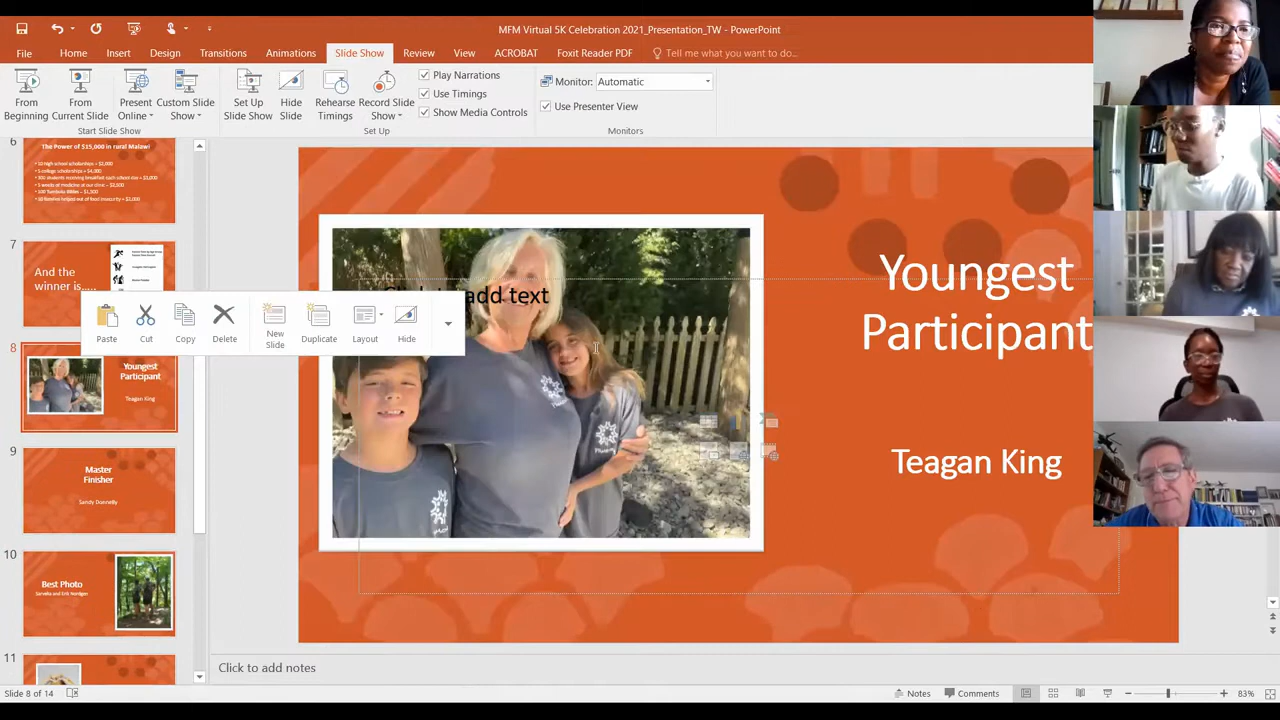 MFM Virtual 5K Celebration 2021_Presentation_TW - PowerPoint
File Home Insert Design Transitions Animations Slide Show Review View ACROBAT Foxit Reader PDF Tell me what you want to do...
From Beginning
From Current Slide
Present Online
Custom Slide Show
Start Slide Show
Set Up Slide Show
Hide Slide
Rehearse Timings
Record Slide Show
Play Narrations
Use Timings
Show Media Controls
Set Up
Monitor: Automatic
Use Presenter View
Monitors
6
The Power of $15,000 in rural Malawi
7
And the
winner is.....
Paste Cut Copy Delete New Slide Duplicate Layout Hide
8
Youngest
Participant
Teagan King
9
Master
Finisher
Sandy Donnelly
10
Best Photo
11
add text
Youngest
Participant
Teagan King
Click to add notes
Slide 8 of 14
Notes Comments 83%